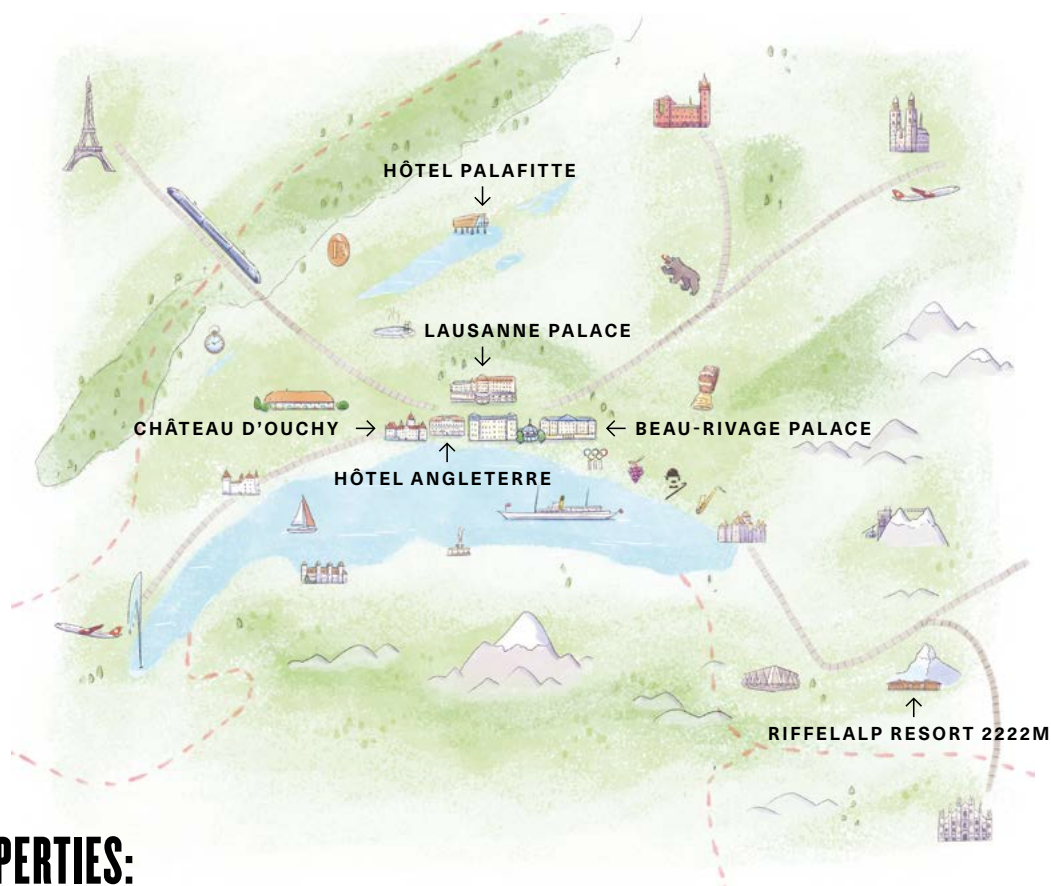 HÔTEL PALAFITTE
LAUSANNE PALACE
CHÂTEAU D'OUCHY
BEAU-RIVAGE PALACE
HÔTEL ANGLETERRE
RIFFELALP RESORT 2222M
PERTIES: